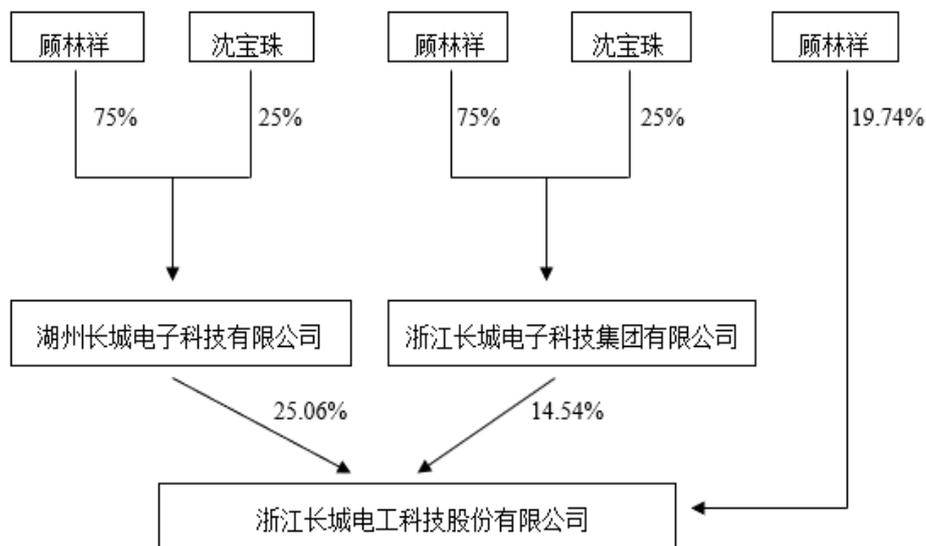 顾林祥 沈宝珠 顾林祥 沈宝珠 顾林祥
75% 25% 75% 25% 19.74%
湖州长城电子科技有限公司 浙江长城电子科技集团有限公司
25.06% 14.54%
浙江长城电工科技股份有限公司